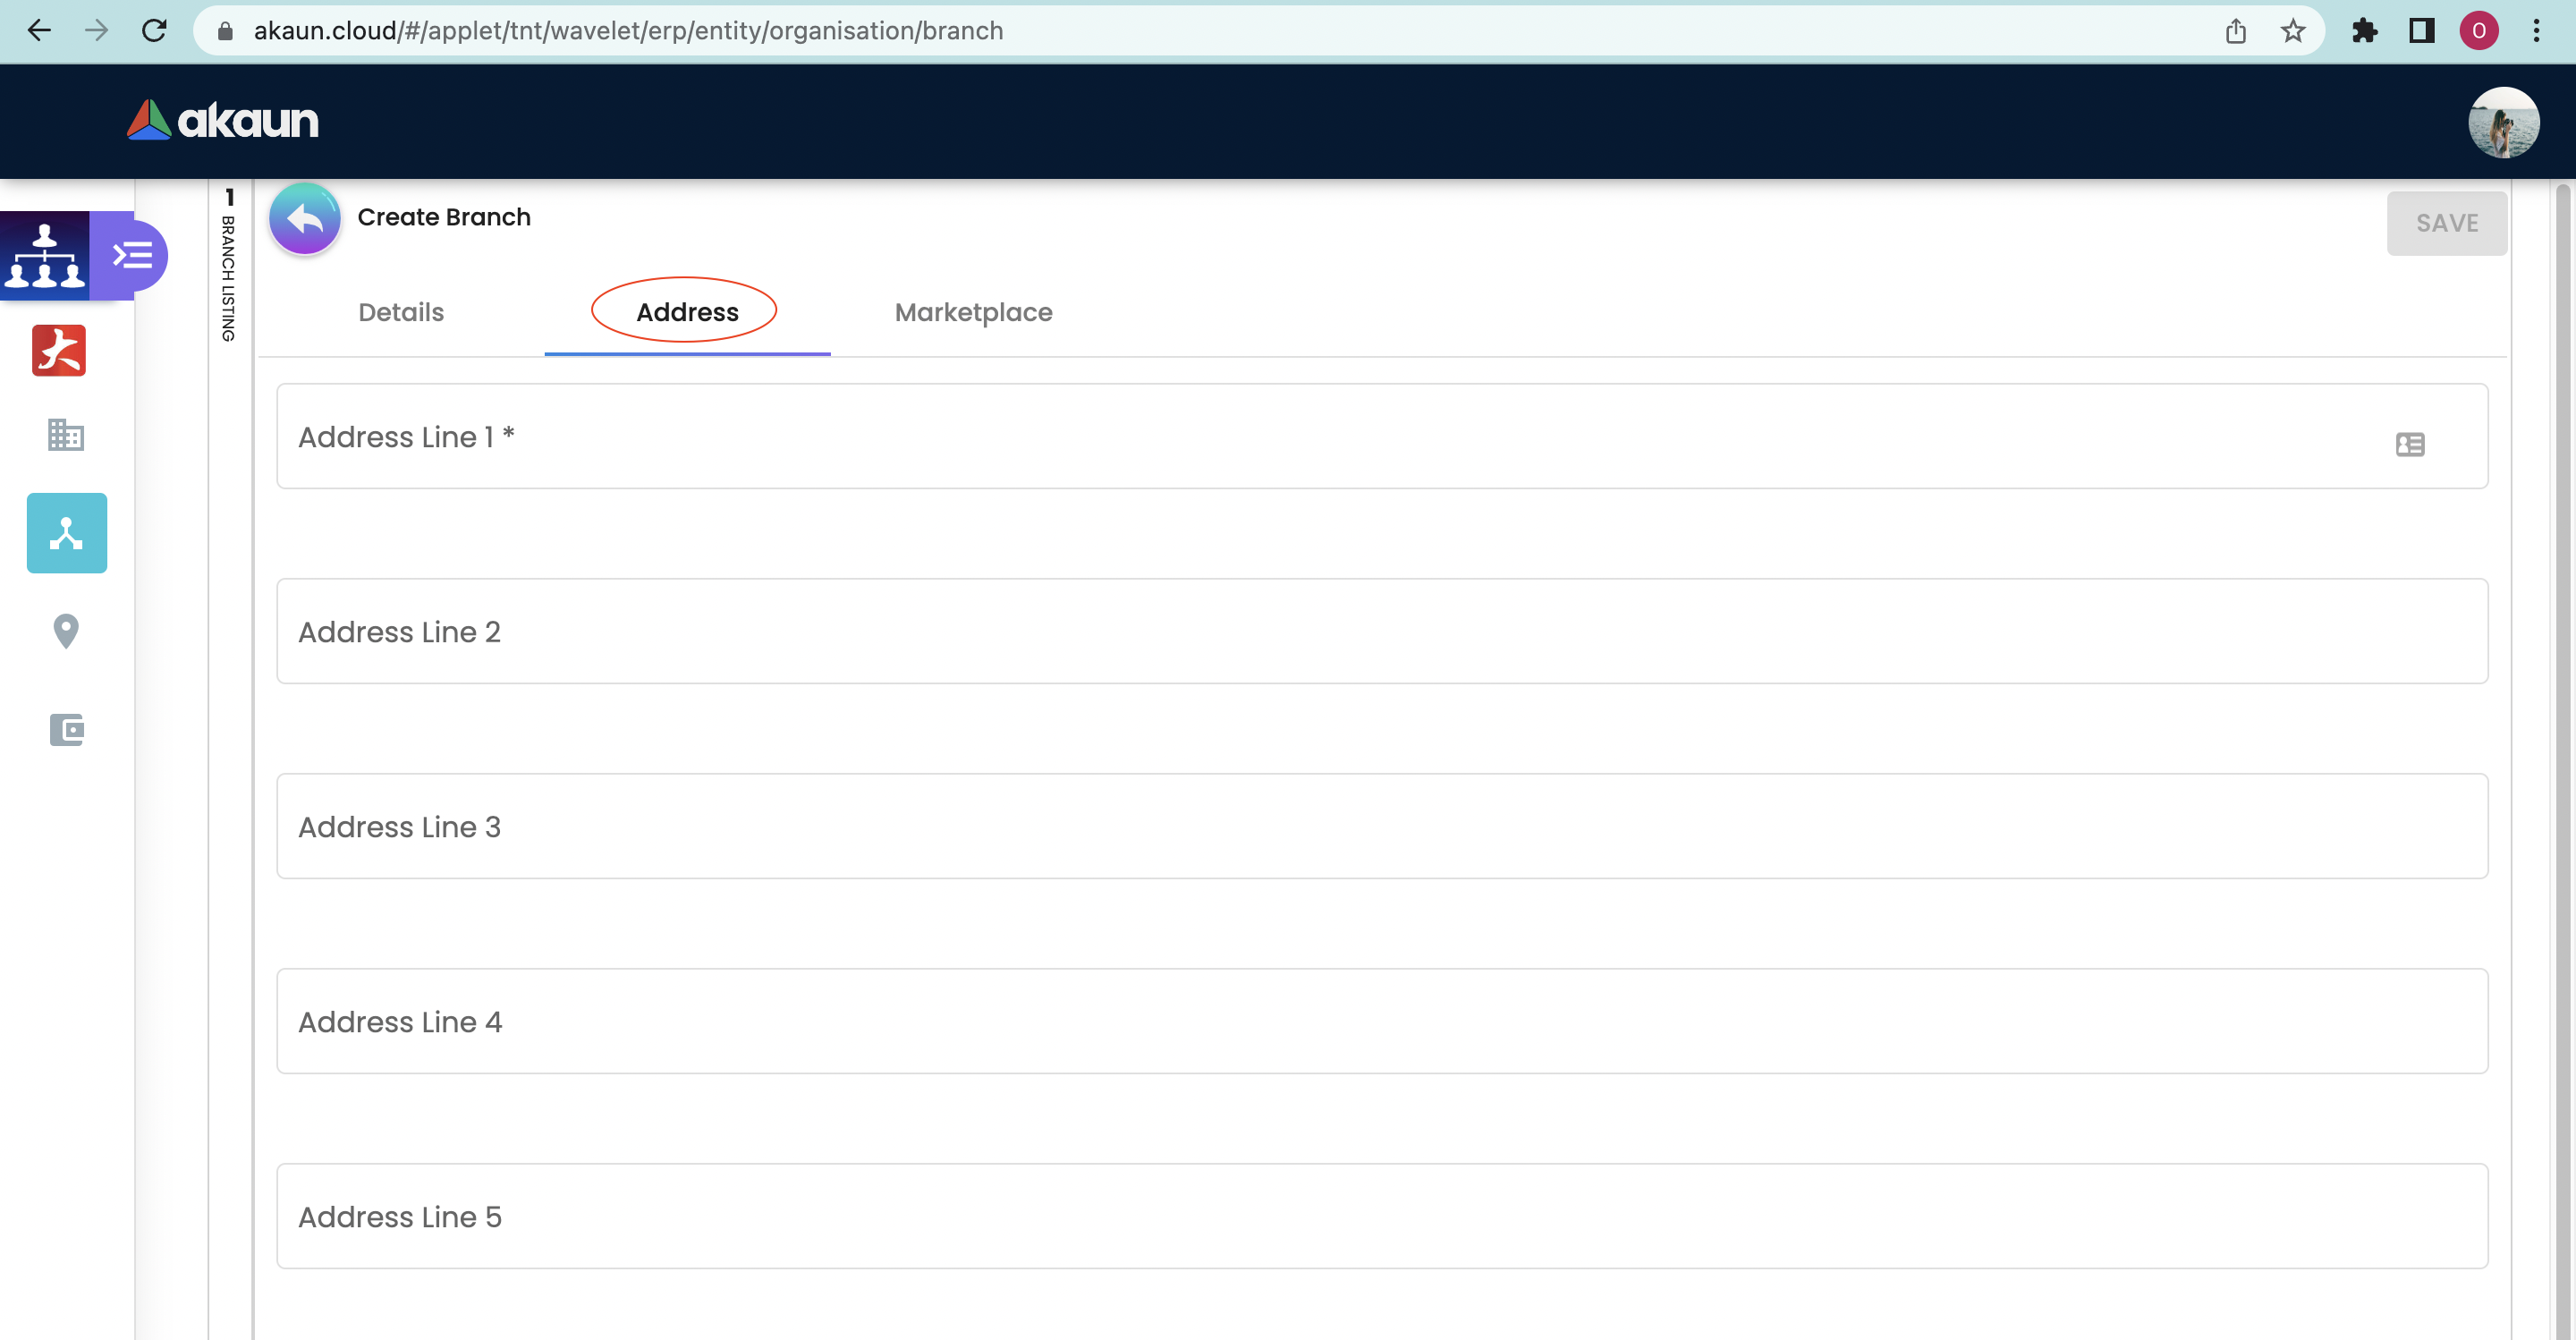 akaun.cloud/#/applet/tnt/wavelet/erp/entity/organisation/branch
O
akaun
1
BRANCH LISTING
Create Branch
SAVE
Details
Address
Marketplace
Address Line 1 *
Address Line 2
Address Line 3
Address Line 4
Address Line 5